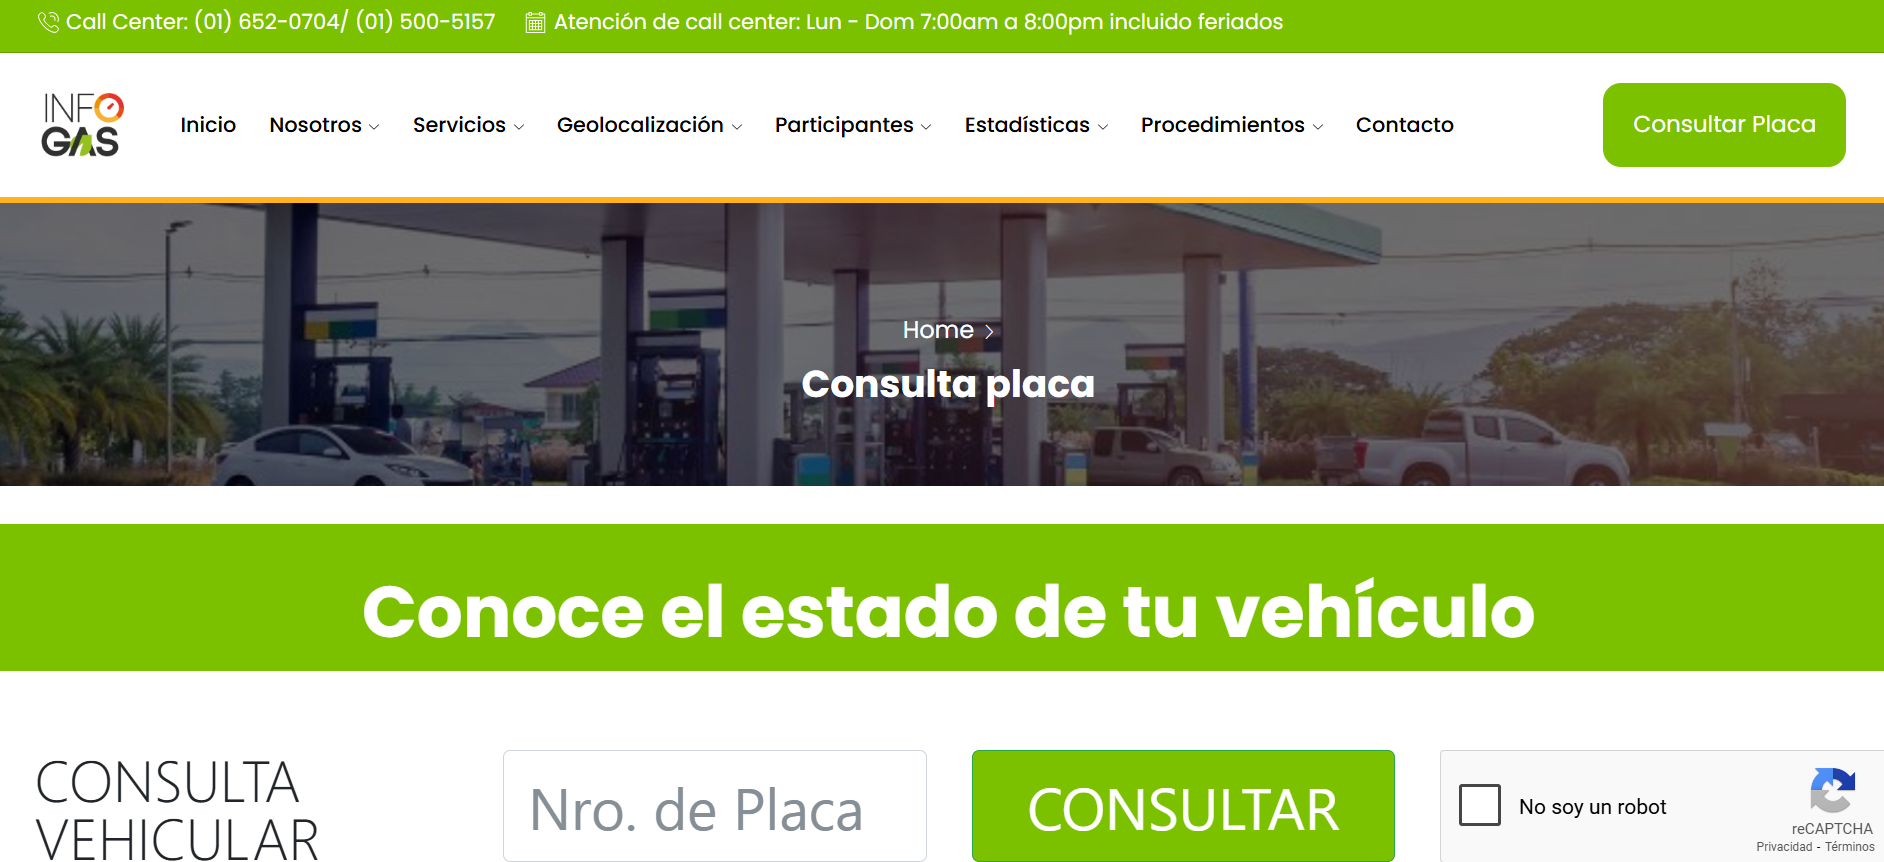 Call Center: (01) 652-0704/ (01) 500-5157 Atención de call center: Lun - Dom 7:00am a 8:00pm incluido feriados
INFO
GAS
Inicio Nosotros Servicios Geolocalización Participantes Estadísticas Procedimientos Contacto
Consultar Placa
Home >
Consulta placa
Conoce el estado de tu vehículo
CONSULTA
VEHICULAR
Nro. de Placa
CONSULTAR
No soy un robot
reCAPTCHA
Privacidad - Términos